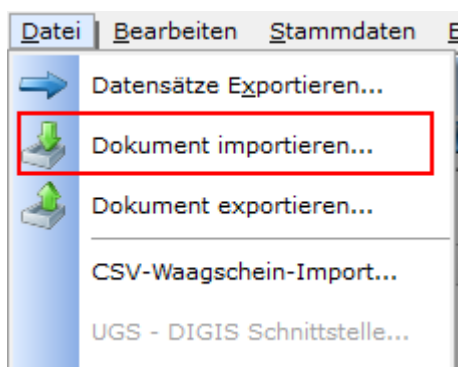 Datei Bearbeiten Stammdaten
Datensätze Exportieren...
Dokument importieren...
Dokument exportieren...
CSV-Waagschein-Import...
UGS - DIGIS Schnittstelle...